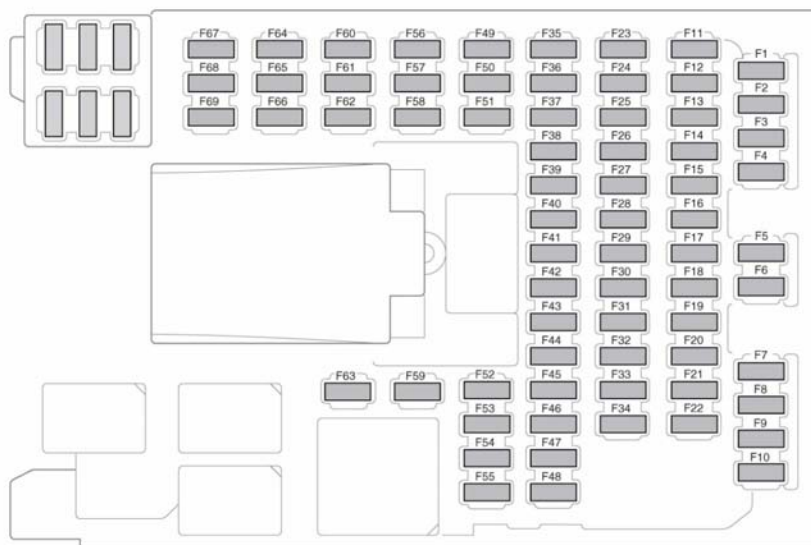 F67 F64 F60 F56 F49 F35 F23 F11
F1
F68 F65 F61 F57 F50 F36 F24 F12
F2
F69 F66 F62 F58 F51 F37 F25 F13
F3
F38 F26 F14
F4
F39 F27 F15
F40 F28 F16
F41 F29 F17 F5
F42 F30 F18 F6
F43 F31 F19
F44 F32 F20
F7
F63 F59 F52 F45 F33 F21
F8
F53 F46 F34 F22
F9
F54 F47
F10
F55 F48